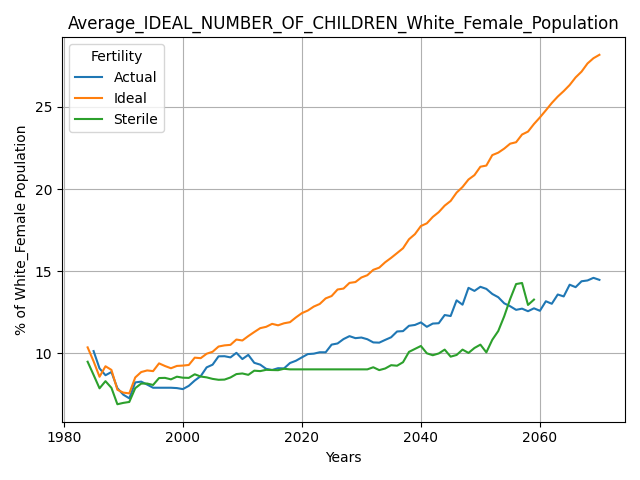 Average_IDEAL_NUMBER_OF_CHILDREN_White_Female_Population
Fertility
Actual
Ideal
Sterile
% of White_Female Population
25
20
15
10
1980
2000
2020
2040
2060
Years